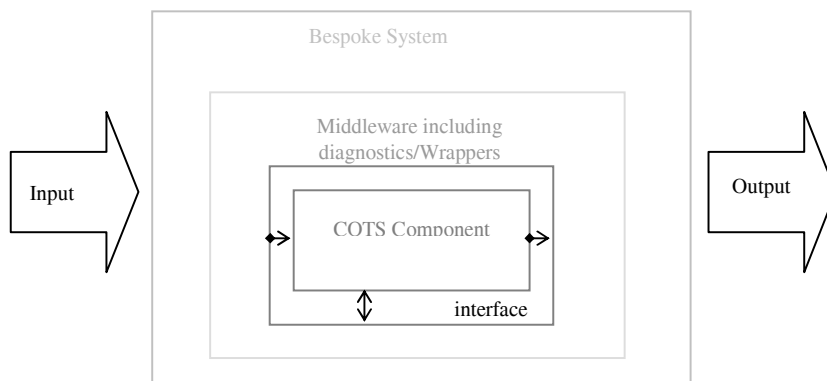 Bespoke System
Middleware including
diagnostics/Wrappers
Input
Output
COTS Component
interface